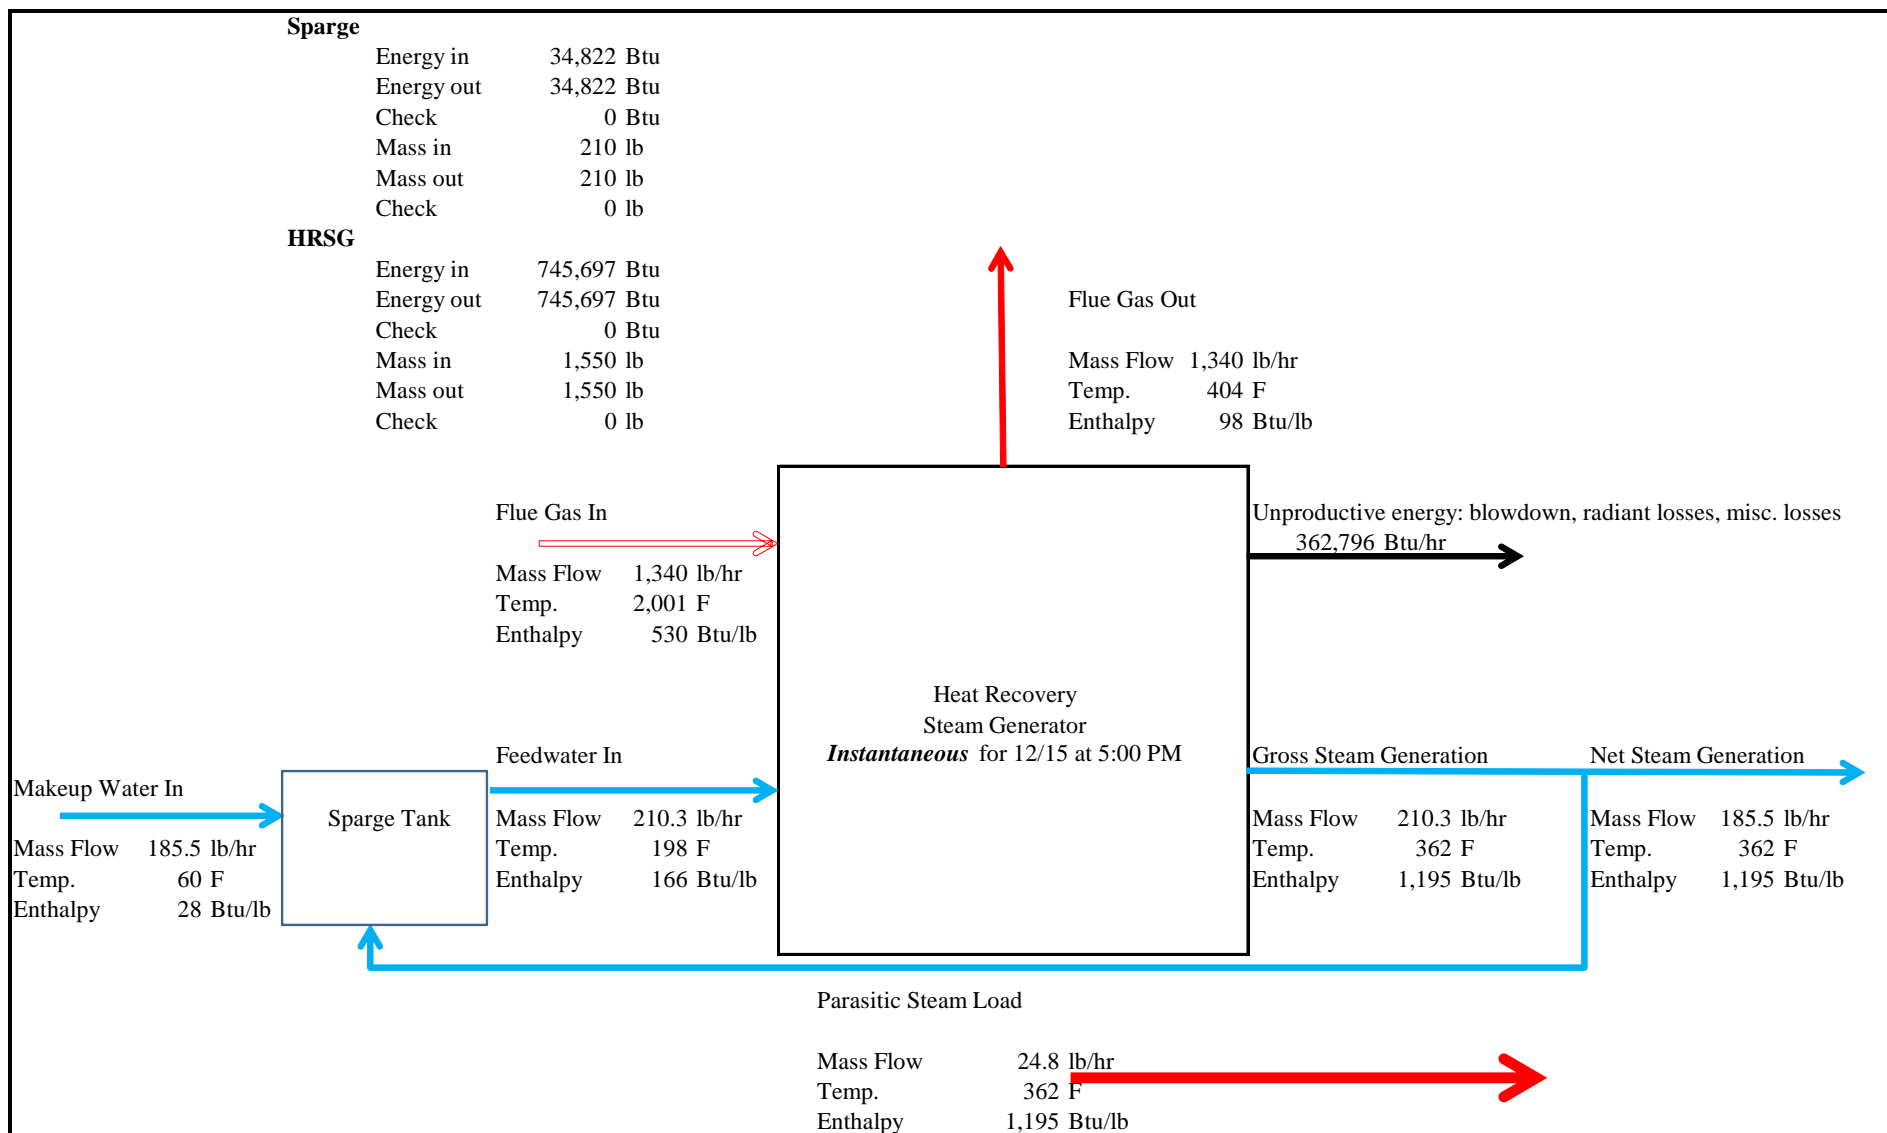 Sparge
Energy in 34,822 Btu
Energy out 34,822 Btu
Check 0 Btu
Mass in 210 lb
Mass out 210 lb
Check 0 lb
HRSG
Energy in 745,697 Btu
Energy out 745,697 Btu
Check 0 Btu
Mass in 1,550 lb
Mass out 1,550 lb
Check 0 lb
Flue Gas Out
Mass Flow 1,340 lb/hr
Temp. 404 F
Enthalpy 98 Btu/lb
Flue Gas In
Mass Flow 1,340 lb/hr
Temp. 2,001 F
Enthalpy 530 Btu/lb
Unproductive energy: blowdown, radiant losses, misc. losses
362,796 Btu/hr
Heat Recovery
Steam Generator
Instantaneous for 12/15 at 5:00 PM
Makeup Water In
Mass Flow 185.5 lb/hr
Temp. 60 F
Enthalpy 28 Btu/lb
Sparge Tank
Feedwater In
Mass Flow 210.3 lb/hr
Temp. 198 F
Enthalpy 166 Btu/lb
Gross Steam Generation
Mass Flow 210.3 lb/hr
Temp. 362 F
Enthalpy 1,195 Btu/lb
Net Steam Generation
Mass Flow 185.5 lb/hr
Temp. 362 F
Enthalpy 1,195 Btu/lb
Parasitic Steam Load
Mass Flow 24.8 lb/hr
Temp. 362 F
Enthalpy 1,195 Btu/lb